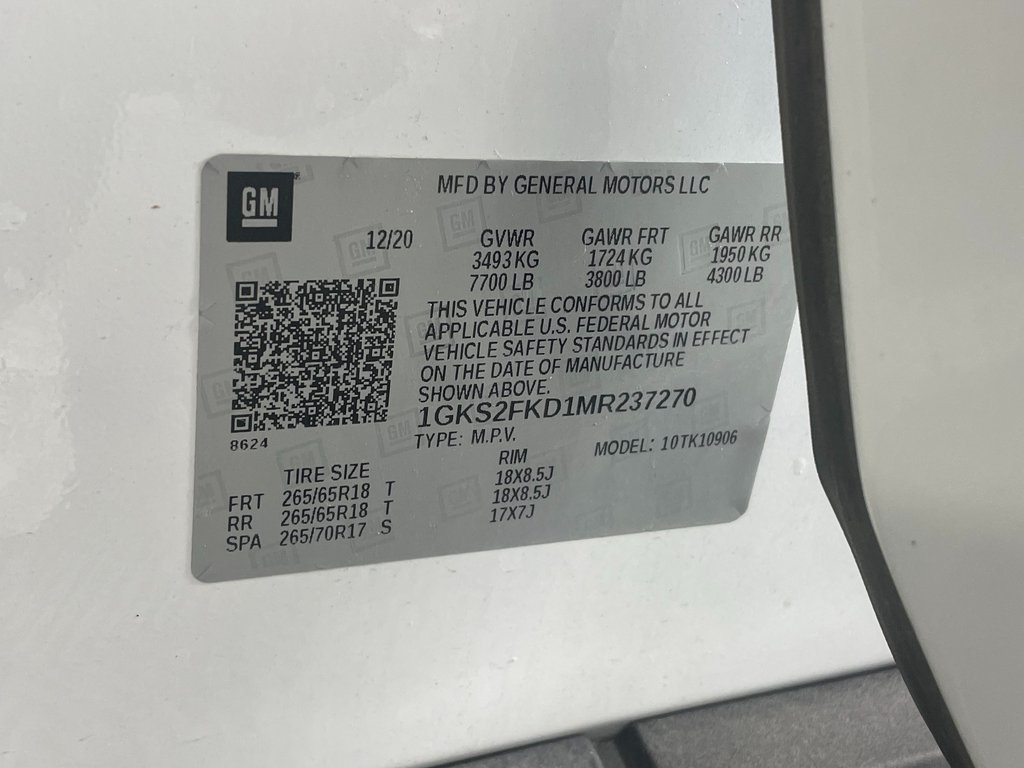 GM
MFD BY GENERAL MOTORS LLC
12/20 GVWR GAWR FRT GAWR RR
3493 KG 1724 KG 1950 KG
7700 LB 3800 LB 4300 LB
THIS VEHICLE CONFORMS TO ALL
APPLICABLE U.S. FEDERAL MOTOR
VEHICLE SAFETY STANDARDS IN EFFECT
ON THE DATE OF MANUFACTURE
SHOWN ABOVE.
1GKS2FKD1MR237270
8624
TYPE: M.P.V. MODEL: 10TK10906
TIRE SIZE RIM
FRT 265/65R18 T 18X8.5J
RR 265/65R18 T 18X8.5J
SPA 265/70R17 S 17X7J